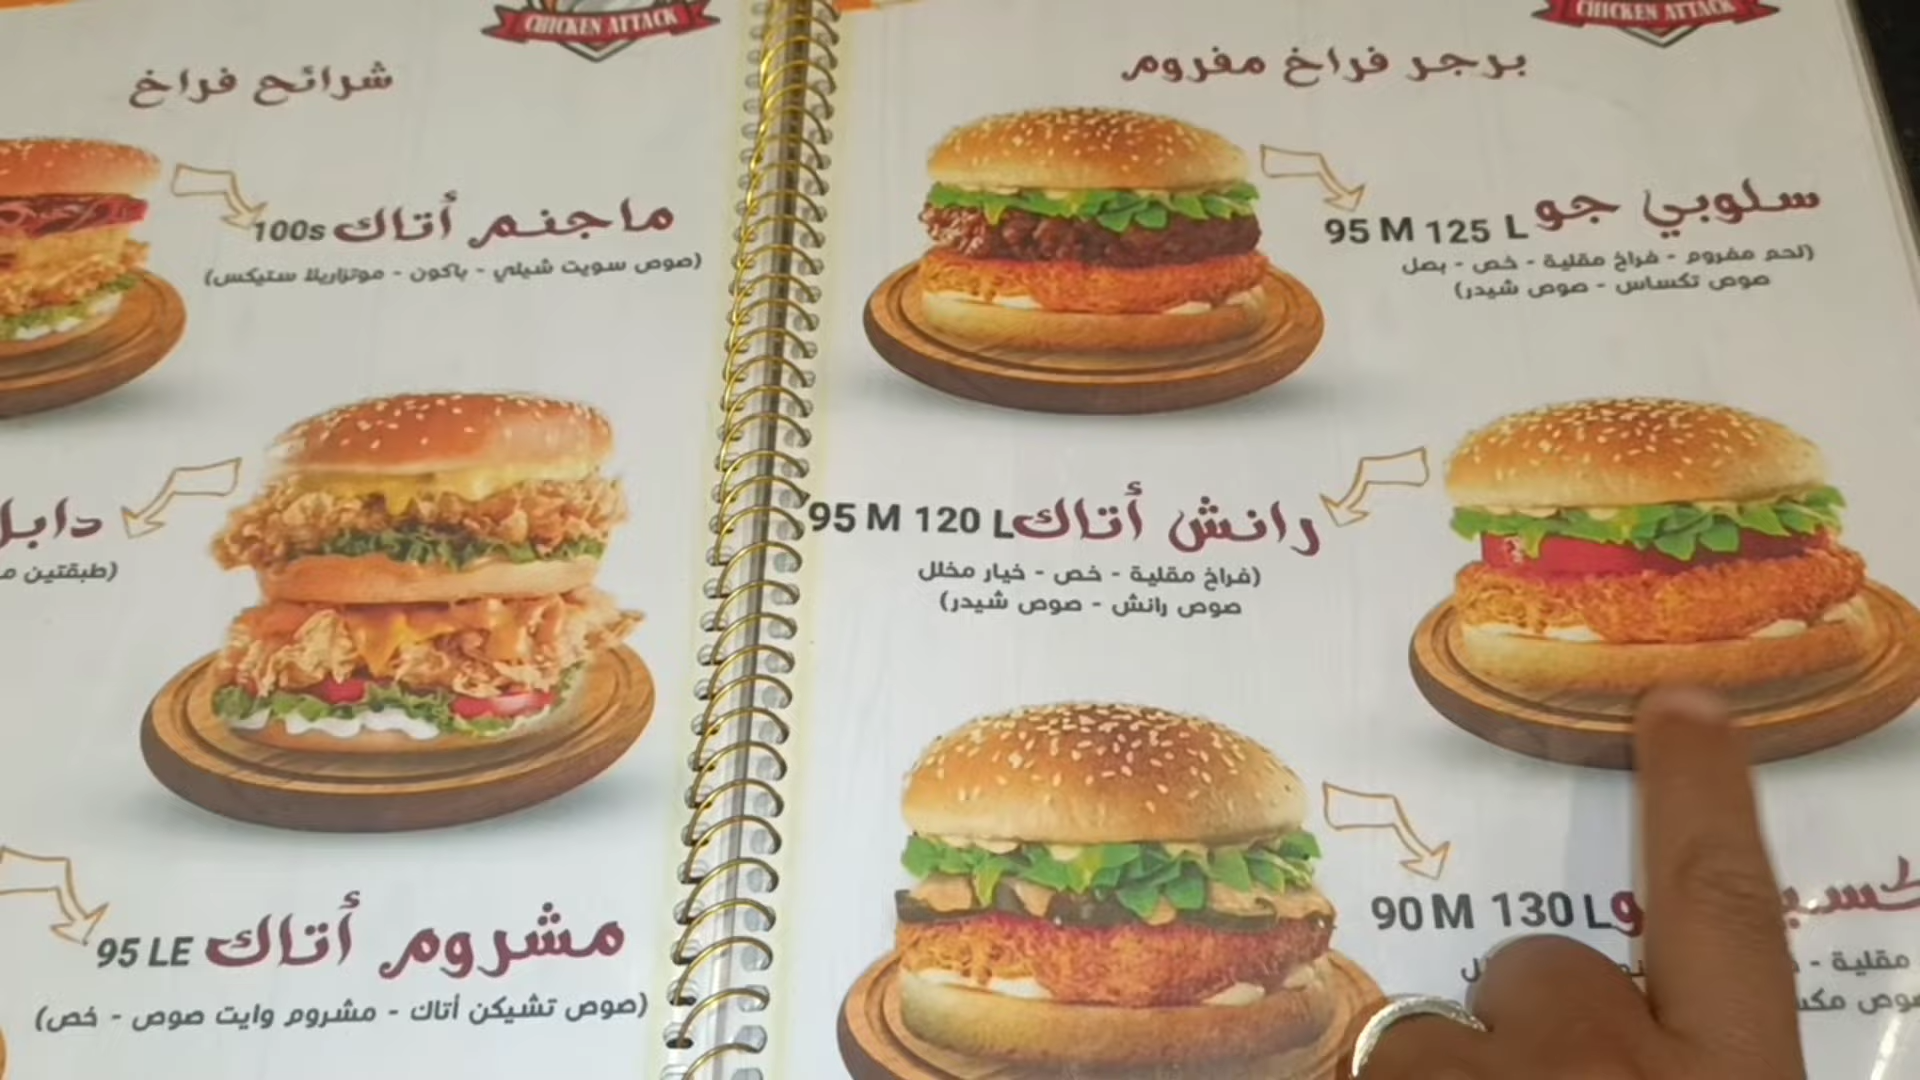 CHICKEN ATTACK
CHICKEN ATTACK
برجر فراخ مفروم
سلوبي جو 95 M 125 L
(لحم مفروم - فراخ مقلية - خص - بصل
صوص تكساس - صوص شيدر)
رانش أتاك 95 M 120 L
(فراخ مقلية - خص - خيار مخلل
صوص رانش - صوص شيدر)
90 M 130 L
مقلية -
شرائح فراخ
ماجنم أتاك 100s
(صوص سويت شيلي - باكون - موتزاريلا ستيكس)
دابل
(طبقتين
مشروم أتاك 95 LE
(صوص تشيكن أتاك - مشروم وايت صوص - خص)